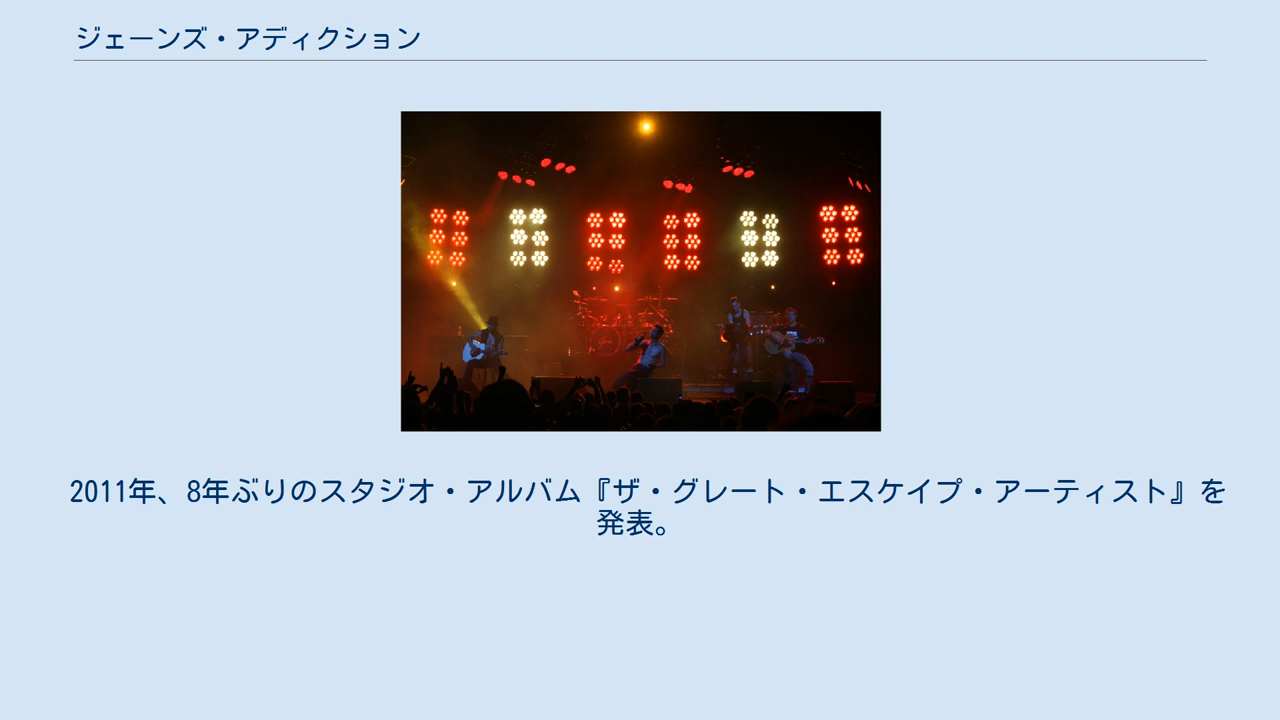 ジェーンズ・アディクション
2011年、8年ぶりのスタジオ・アルバム『ザ・グレート・エスケイプ・アーティスト』を
発表。